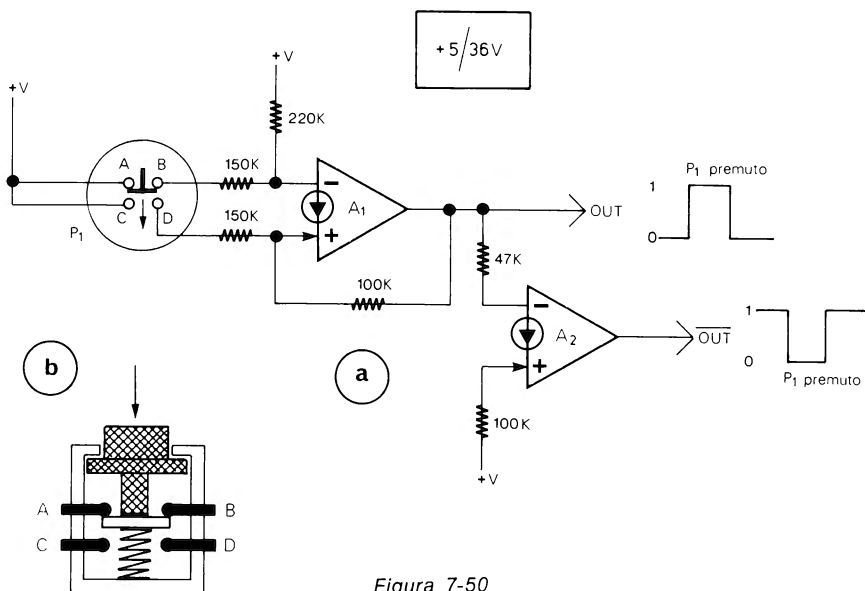 +5/36V
+V
+V
220K
A B
150K
C D
P1
150K
−
A1
+
100K
OUT
P1 premuto
1
0
47K
−
A2
+
OUT
1
0
P1 premuto
100K
+V
b
a
A B
C D
Figura 7-50